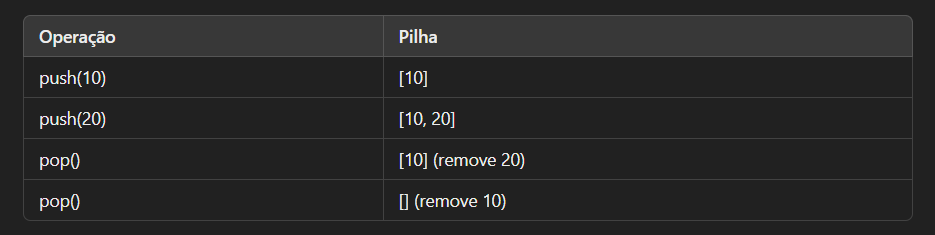 Operação Pilha
push(10) [10]
push(20) [10, 20]
pop() [10] (remove 20)
pop() [] (remove 10)